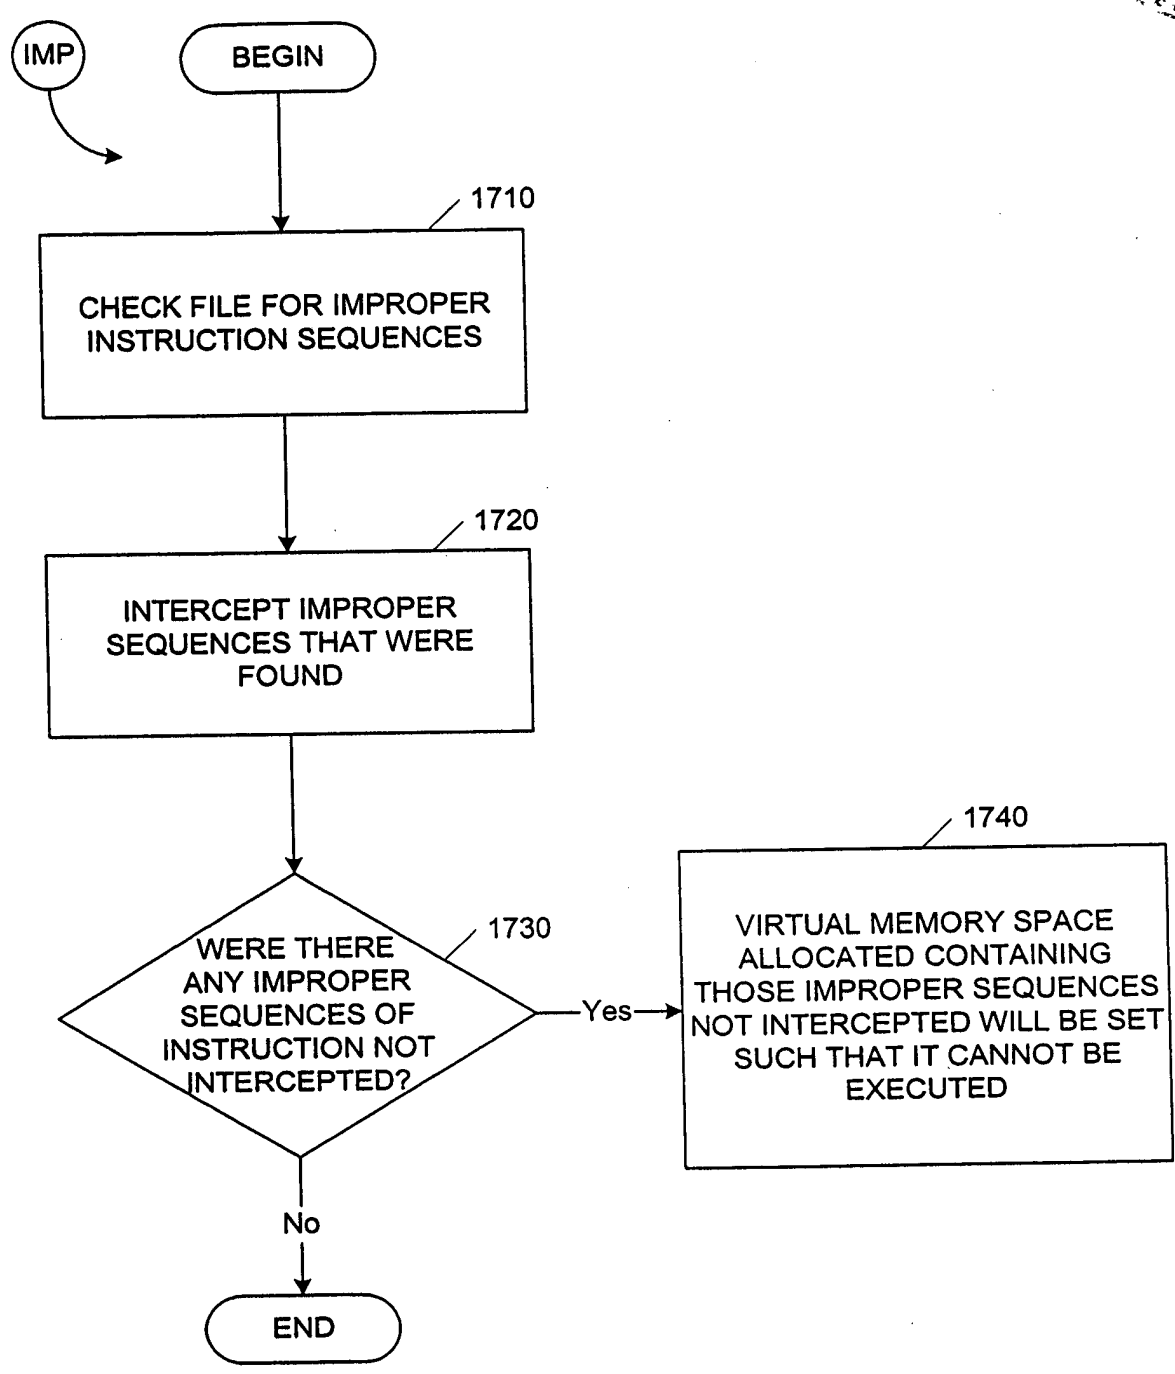 IMP
BEGIN
1710
CHECK FILE FOR IMPROPER
INSTRUCTION SEQUENCES
1720
INTERCEPT IMPROPER
SEQUENCES THAT WERE
FOUND
1730
WERE THERE
ANY IMPROPER
SEQUENCES OF
INSTRUCTION NOT
INTERCEPTED?
Yes
1740
VIRTUAL MEMORY SPACE
ALLOCATED CONTAINING
THOSE IMPROPER SEQUENCES
NOT INTERCEPTED WILL BE SET
SUCH THAT IT CANNOT BE
EXECUTED
No
END